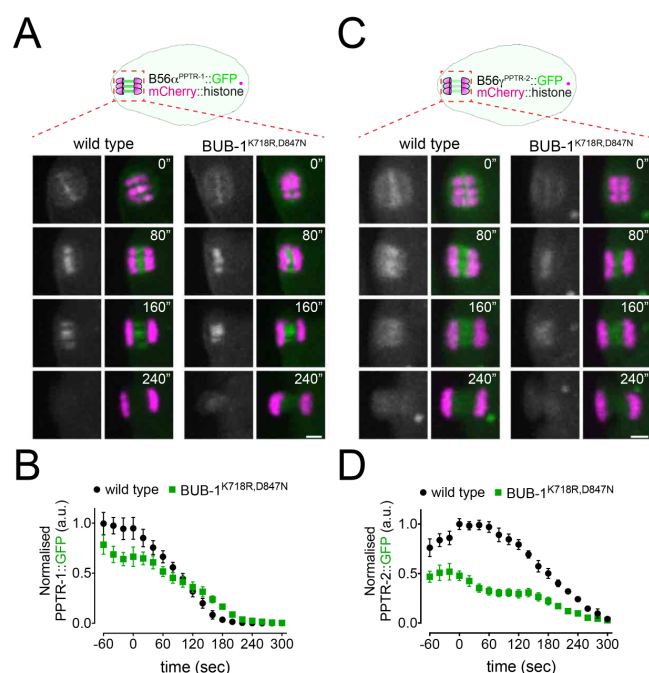 A
B56α^PPTR-1::GFP
mCherry::histone
wild type BUB-1^K718R,D847N
0” 0”
80” 80”
160” 160”
240” 240”
B
wild type BUB-1^K718R,D847N
Normalised
PPTR-1::GFP (a.u.)
1.0
0.5
0.0
-60 0 60 120 180 240 300
time (sec)
C
B56γ^PPTR-2::GFP
mCherry::histone
wild type BUB-1^K718R,D847N
0” 0”
80” 80”
160” 160”
240” 240”
D
wild type BUB-1^K718R,D847N
Normalised
PPTR-2::GFP (a.u.)
1.0
0.5
0.0
-60 0 60 120 180 240 300
time (sec)